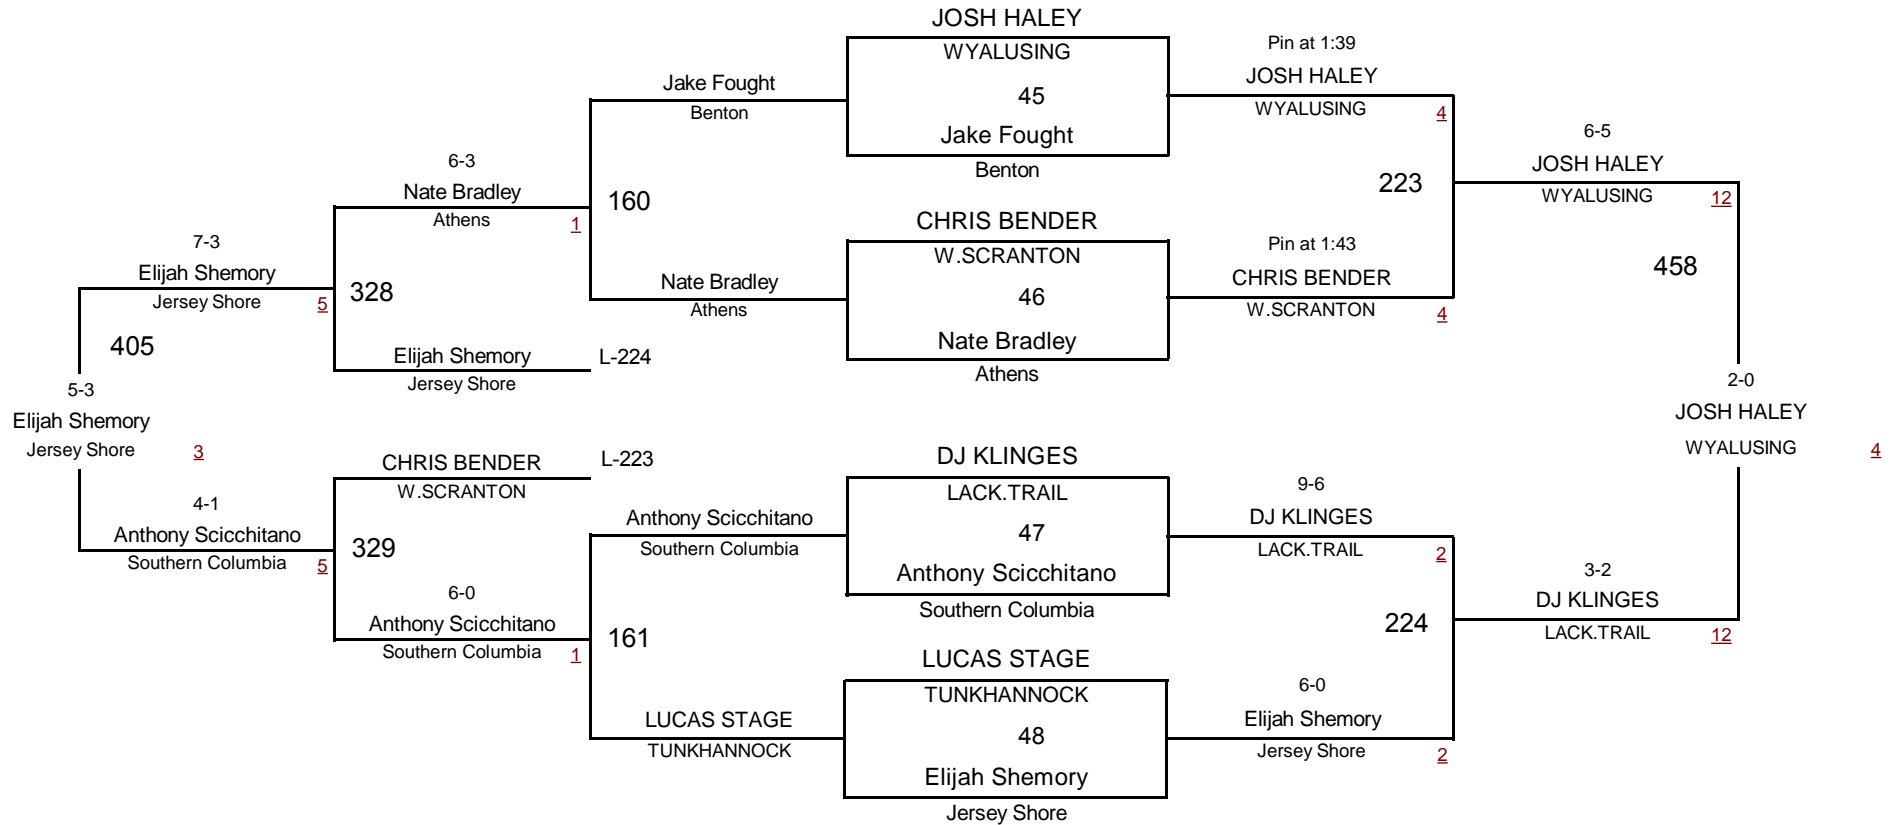 JOSH HALEY
WYALUSING
45
Jake Fought
Benton
CHRIS BENDER
W.SCRANTON
46
Nate Bradley
Athens
DJ KLINGES
LACK.TRAIL
47
Anthony Scicchitano
Southern Columbia
LUCAS STAGE
TUNKHANNOCK
48
Elijah Shemory
Jersey Shore
Pin at 1:39
JOSH HALEY
WYALUSING
4
223
Pin at 1:43
CHRIS BENDER
W.SCRANTON
4
9-6
DJ KLINGES
LACK.TRAIL
2
224
6-0
Elijah Shemory
Jersey Shore
2
6-5
JOSH HALEY
WYALUSING
12
458
3-2
DJ KLINGES
LACK.TRAIL
12
2-0
JOSH HALEY
WYALUSING
4
Jake Fought
Benton
160
Nate Bradley
Athens
Anthony Scicchitano
Southern Columbia
161
LUCAS STAGE
TUNKHANNOCK
6-3
Nate Bradley
Athens
1
328
Elijah Shemory
L-224
Jersey Shore
CHRIS BENDER
L-223
W.SCRANTON
329
6-0
Anthony Scicchitano
Southern Columbia
1
7-3
Elijah Shemory
Jersey Shore
5
405
4-1
Anthony Scicchitano
Southern Columbia
5
5-3
Elijah Shemory
Jersey Shore
3